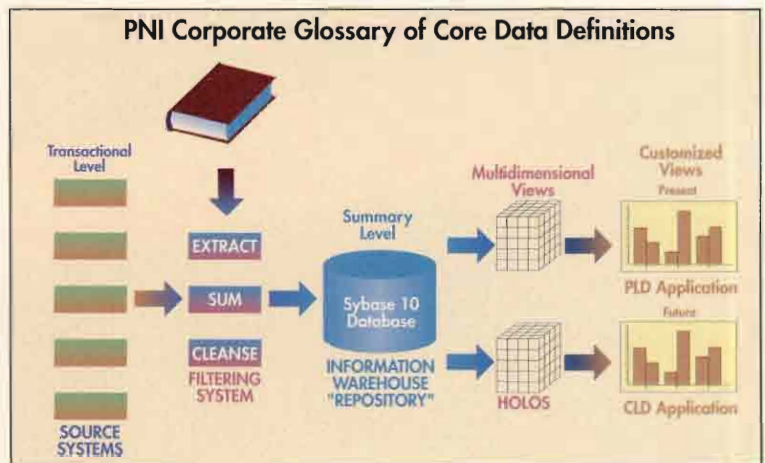 PNI Corporate Glossary of Core Data Definitions
Transactional
Level
SOURCE
SYSTEMS
EXTRACT
SUM
CLEANSE
FILTERING
SYSTEM
Summary
Level
Sybase 10
Database
INFORMATION
WAREHOUSE
"REPOSITORY"
Multidimensional
Views
HOLOS
Customized
Views
Present
PLD Application
Future
CLD Application